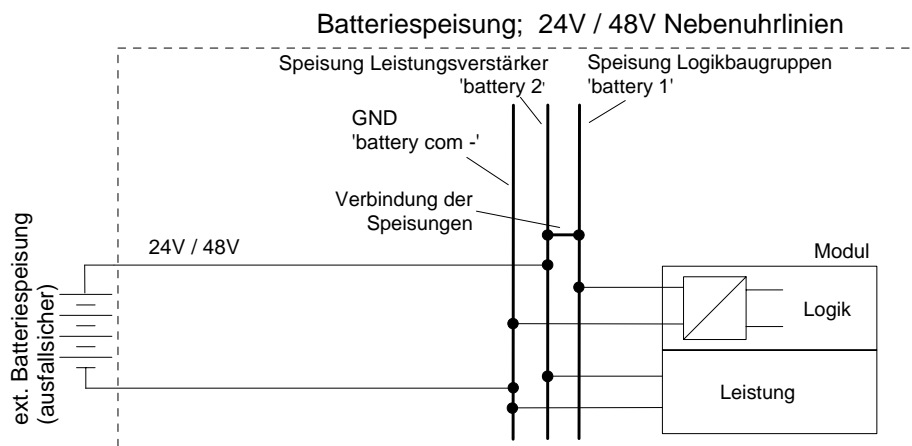 Batteriespeisung; 24V / 48V Nebenuhrlinien
Speisung Leistungsverstärker
'battery 2'
Speisung Logikbaugruppen
'battery 1'
GND
'battery com -'
Verbindung der
Speisungen
24V / 48V
Modul
Logik
Leistung
ext. Batteriespeisung
(ausfallsicher)